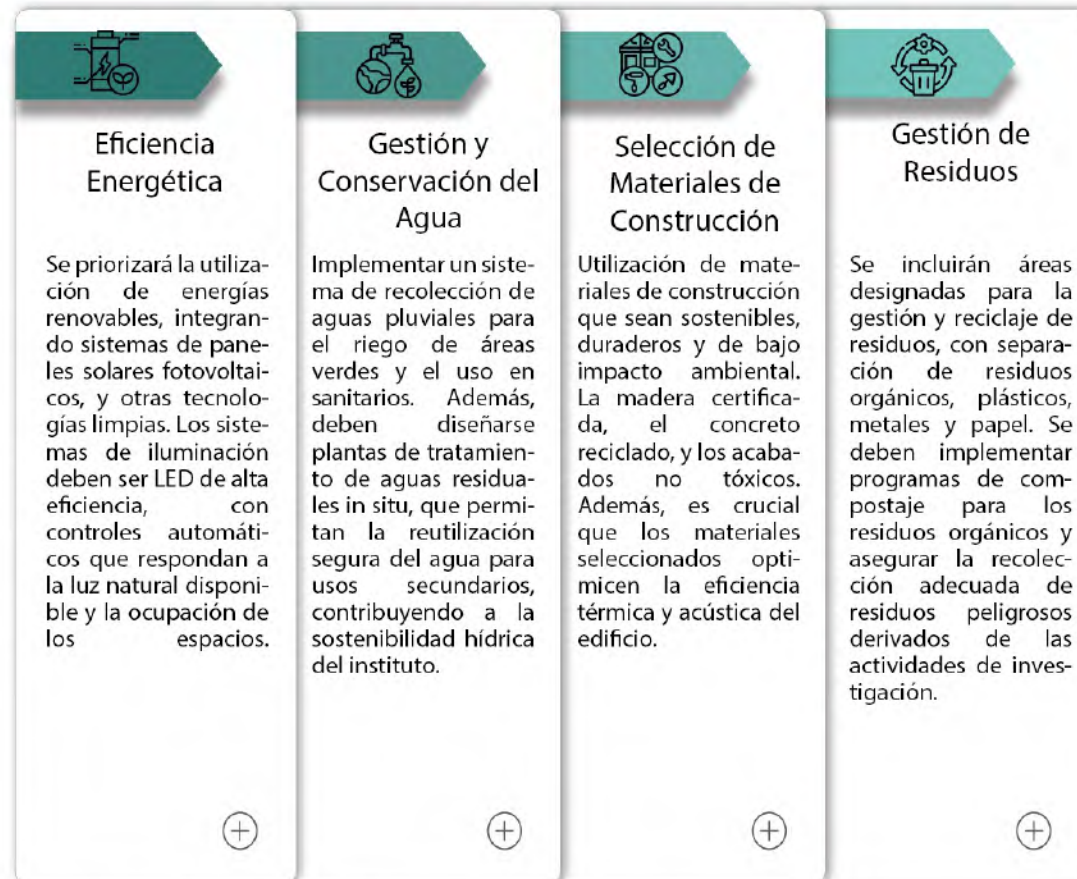 Eficiencia
Energética
Se priorizará la utiliza-
ción de energías
renovables, integran-
do sistemas de pane-
les solares fotovoltai-
cos, y otras tecnolo-
gías limpias. Los siste-
mas de iluminación
deben ser LED de alta
eficiencia, con
controles automáti-
cos que respondan a
la luz natural disponi-
ble y la ocupación de
los espacios.
Gestión y
Conservación del
Agua
Implementar un siste-
ma de recolección de
aguas pluviales para
el riego de áreas
verdes y el uso en
sanitarios. Además,
deben diseñarse
plantas de tratamien-
to de aguas residua-
les in situ, que permi-
tan la reutilización
segura del agua para
usos secundarios,
contribuyendo a la
sostenibilidad hídrica
del instituto.
Selección de
Materiales de
Construcción
Utilización de mate-
riales de construcción
que sean sostenibles,
duraderos y de bajo
impacto ambiental.
La madera certifica-
da, el concreto
reciclado, y los acaba-
dos no tóxicos.
Además, es crucial
que los materiales
seleccionados opti-
micen la eficiencia
térmica y acústica del
edificio.
Gestión de
Residuos
Se incluirán áreas
designadas para la
gestión y reciclaje de
residuos, con separa-
ción de residuos
orgánicos, plásticos,
metales y papel. Se
deben implementar
programas de com-
postaje para los
residuos orgánicos y
asegurar la recolec-
ción adecuada de
residuos peligrosos
derivados de las
actividades de inves-
tigación.